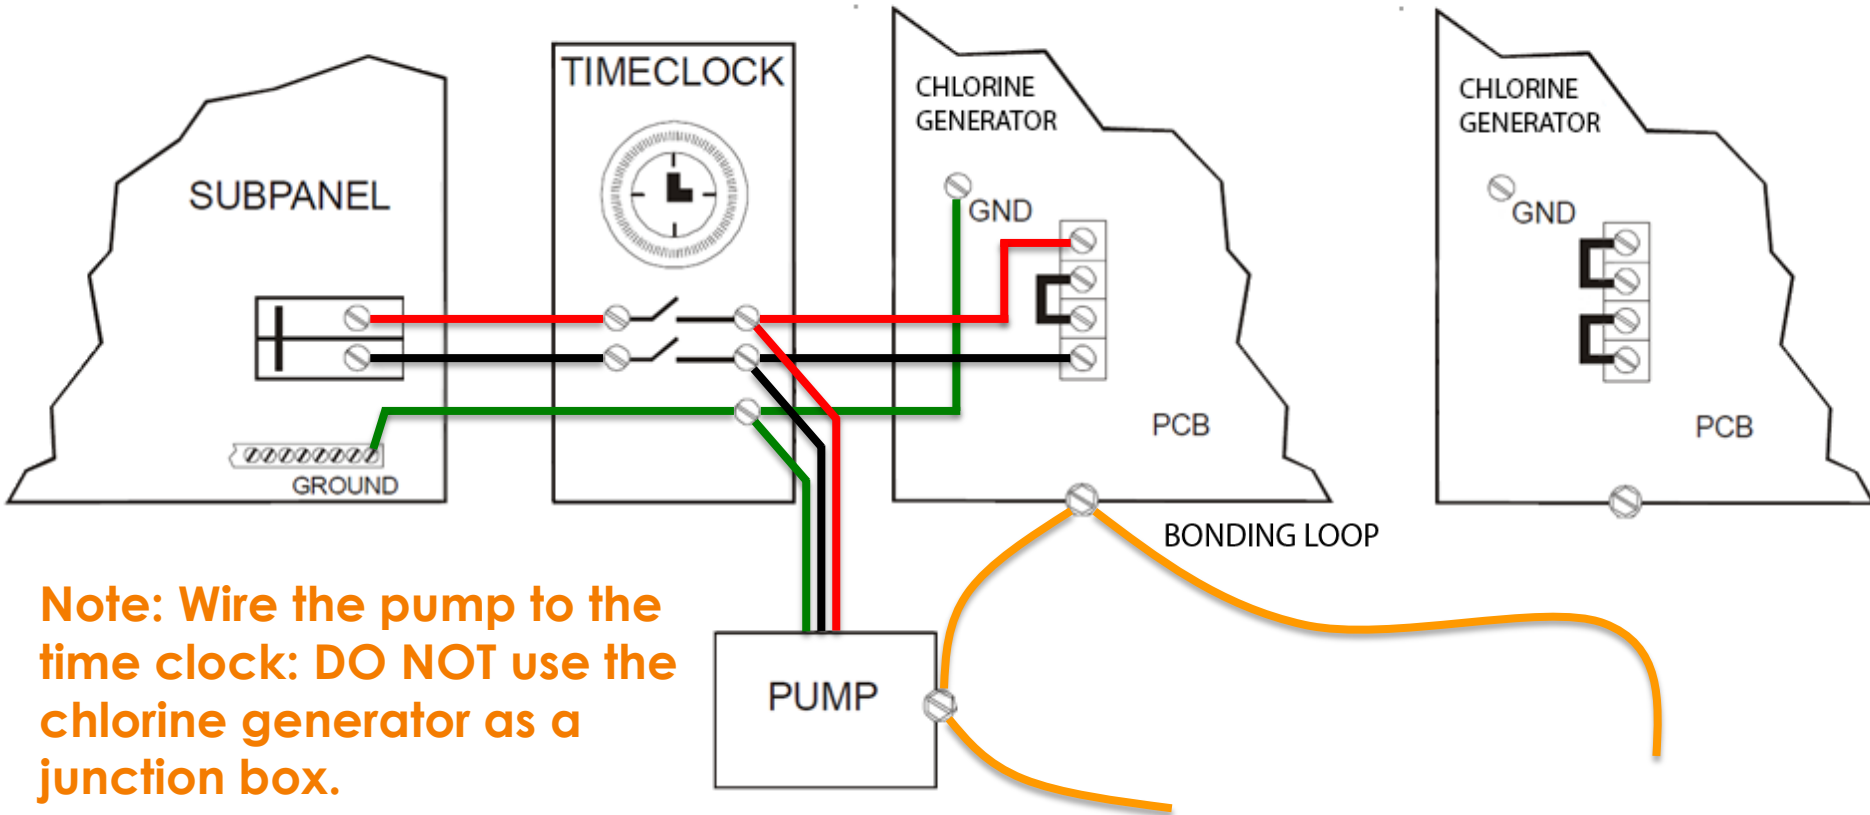 SUBPANEL
GROUND
TIMECLOCK
CHLORINE
GENERATOR
GND
PCB
BONDING LOOP
CHLORINE
GENERATOR
GND
PCB
PUMP
Note: Wire the pump to the
time clock: DO NOT use the
chlorine generator as a
junction box.